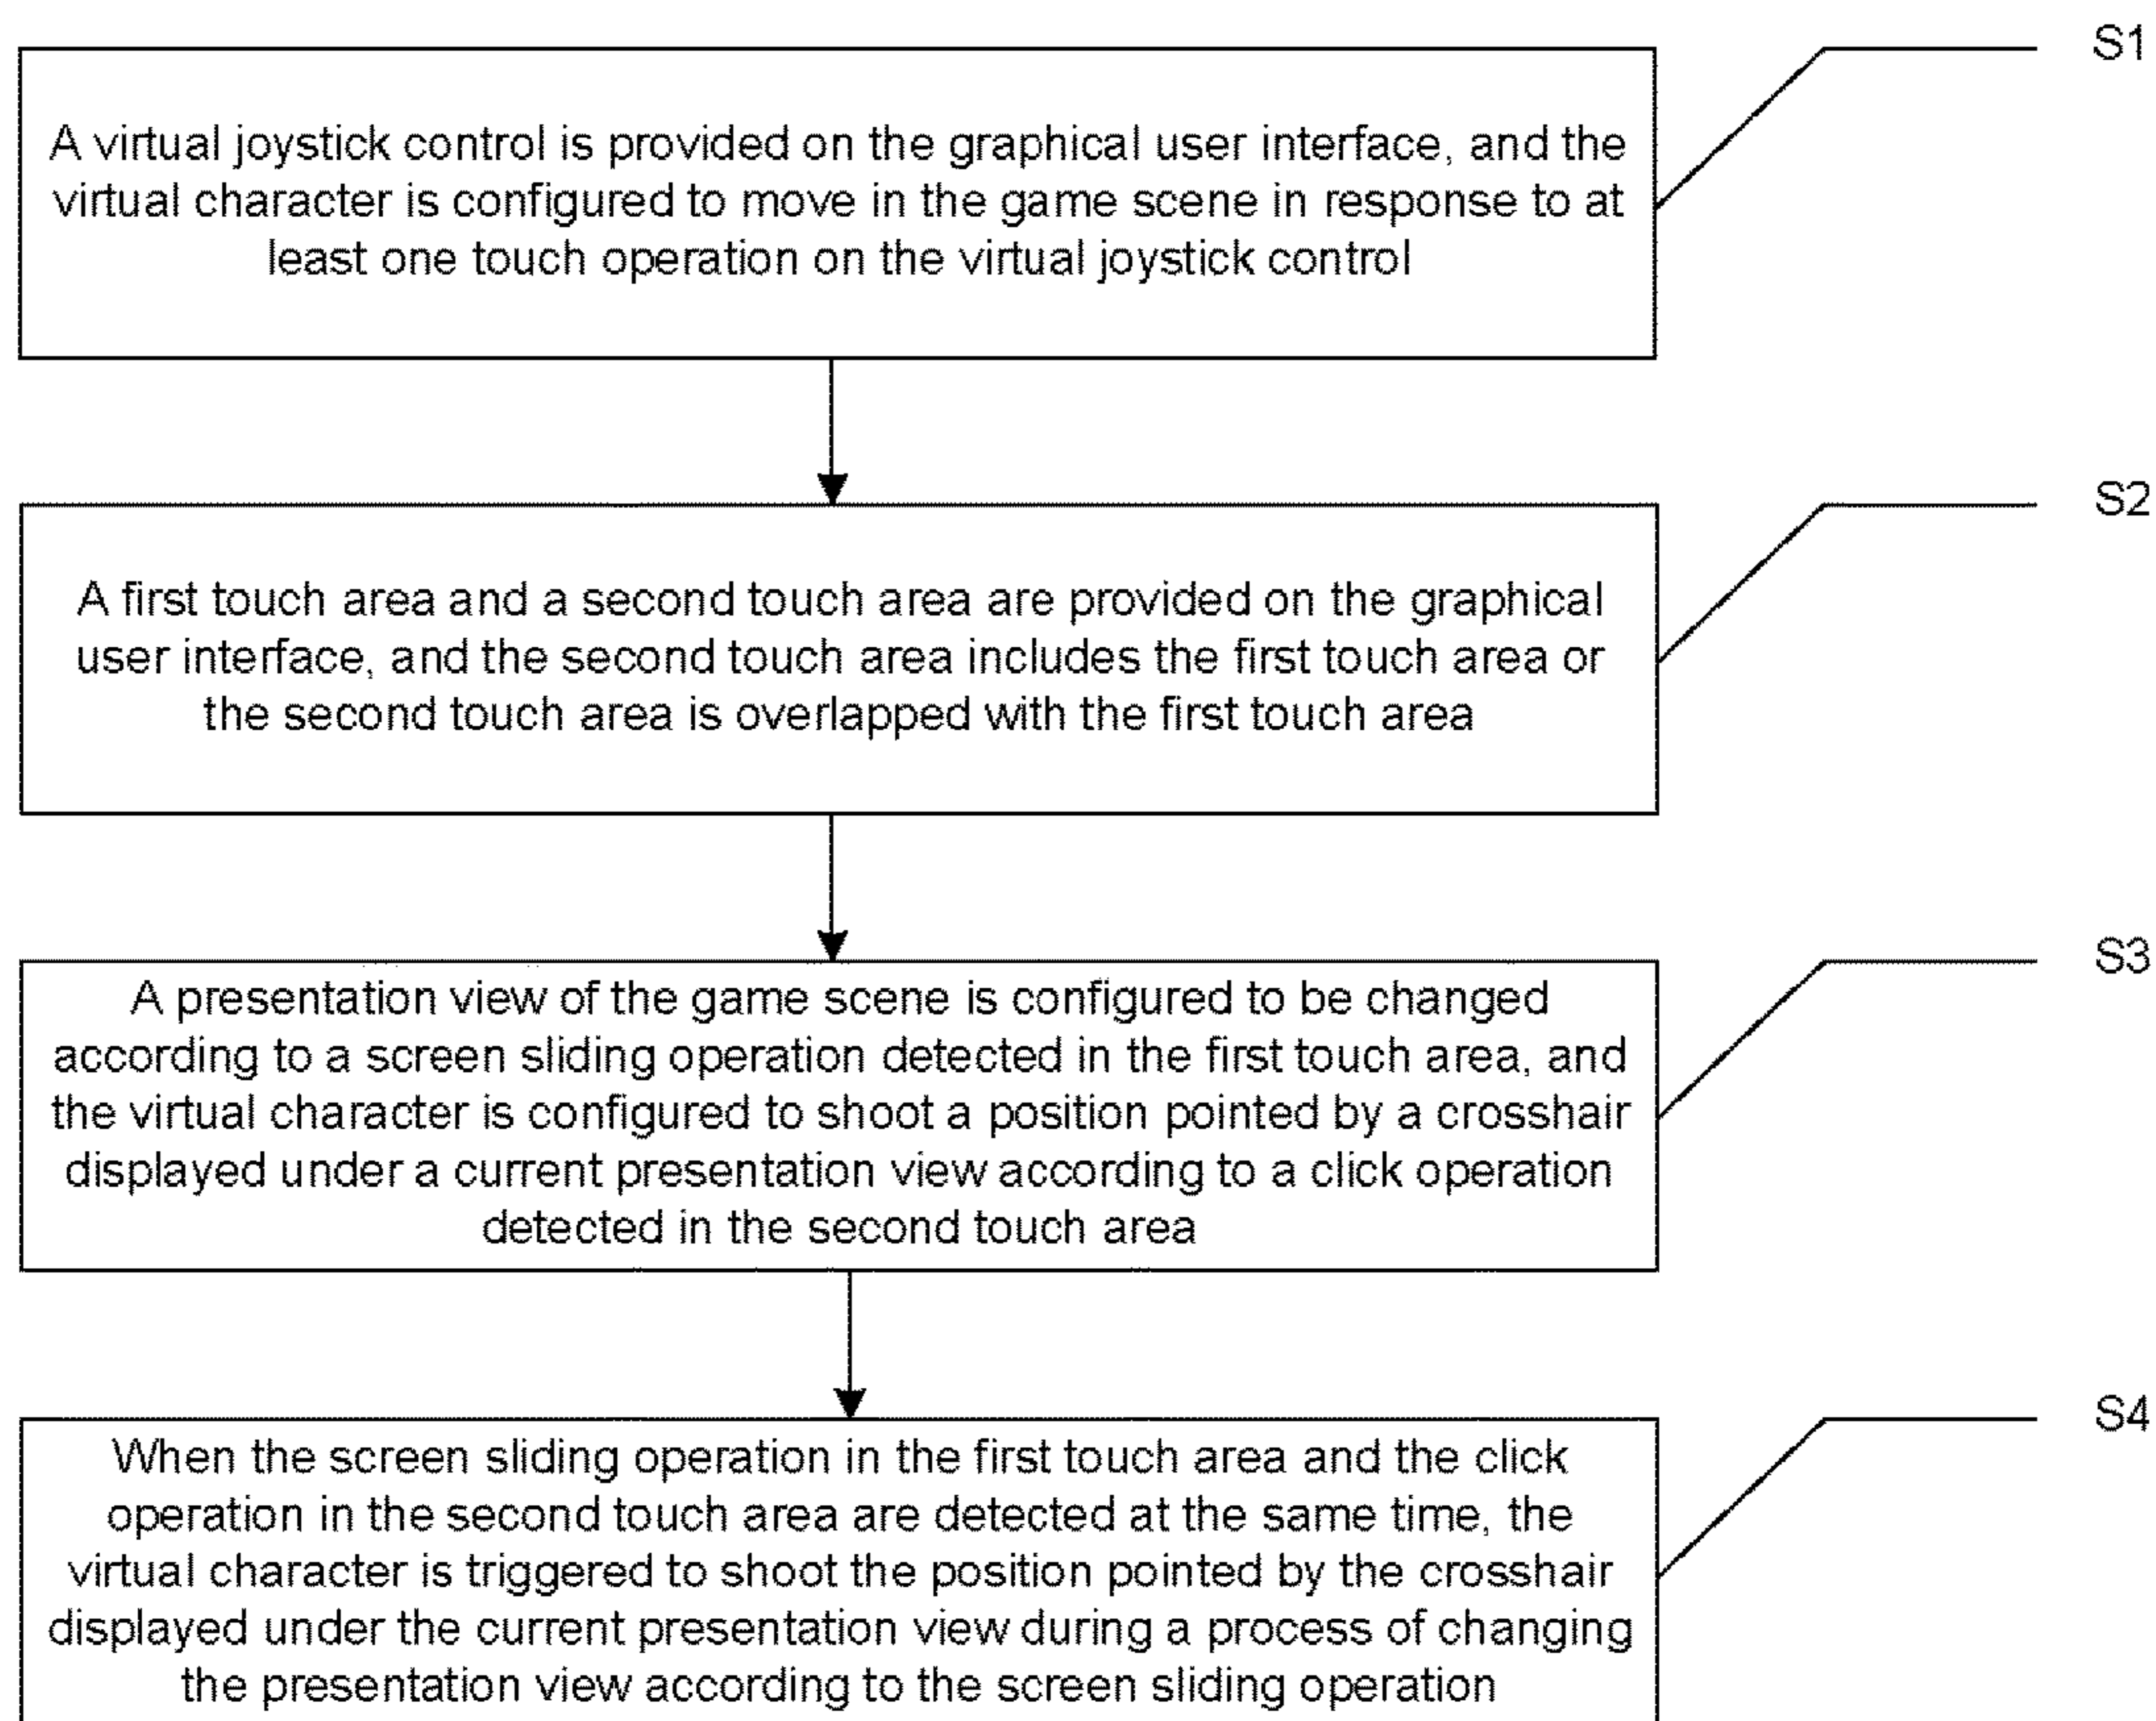 S1
A virtual joystick control is provided on the graphical user interface, and the
virtual character is configured to move in the game scene in response to at
least one touch operation on the virtual joystick control
S2
A first touch area and a second touch area are provided on the graphical
user interface, and the second touch area includes the first touch area or
the second touch area is overlapped with the first touch area
S3
A presentation view of the game scene is configured to be changed
according to a screen sliding operation detected in the first touch area, and
the virtual character is configured to shoot a position pointed by a crosshair
displayed under a current presentation view according to a click operation
detected in the second touch area
S4
When the screen sliding operation in the first touch area and the click
operation in the second touch area are detected at the same time, the
virtual character is triggered to shoot the position pointed by the crosshair
displayed under the current presentation view during a process of changing
the presentation view according to the screen sliding operation